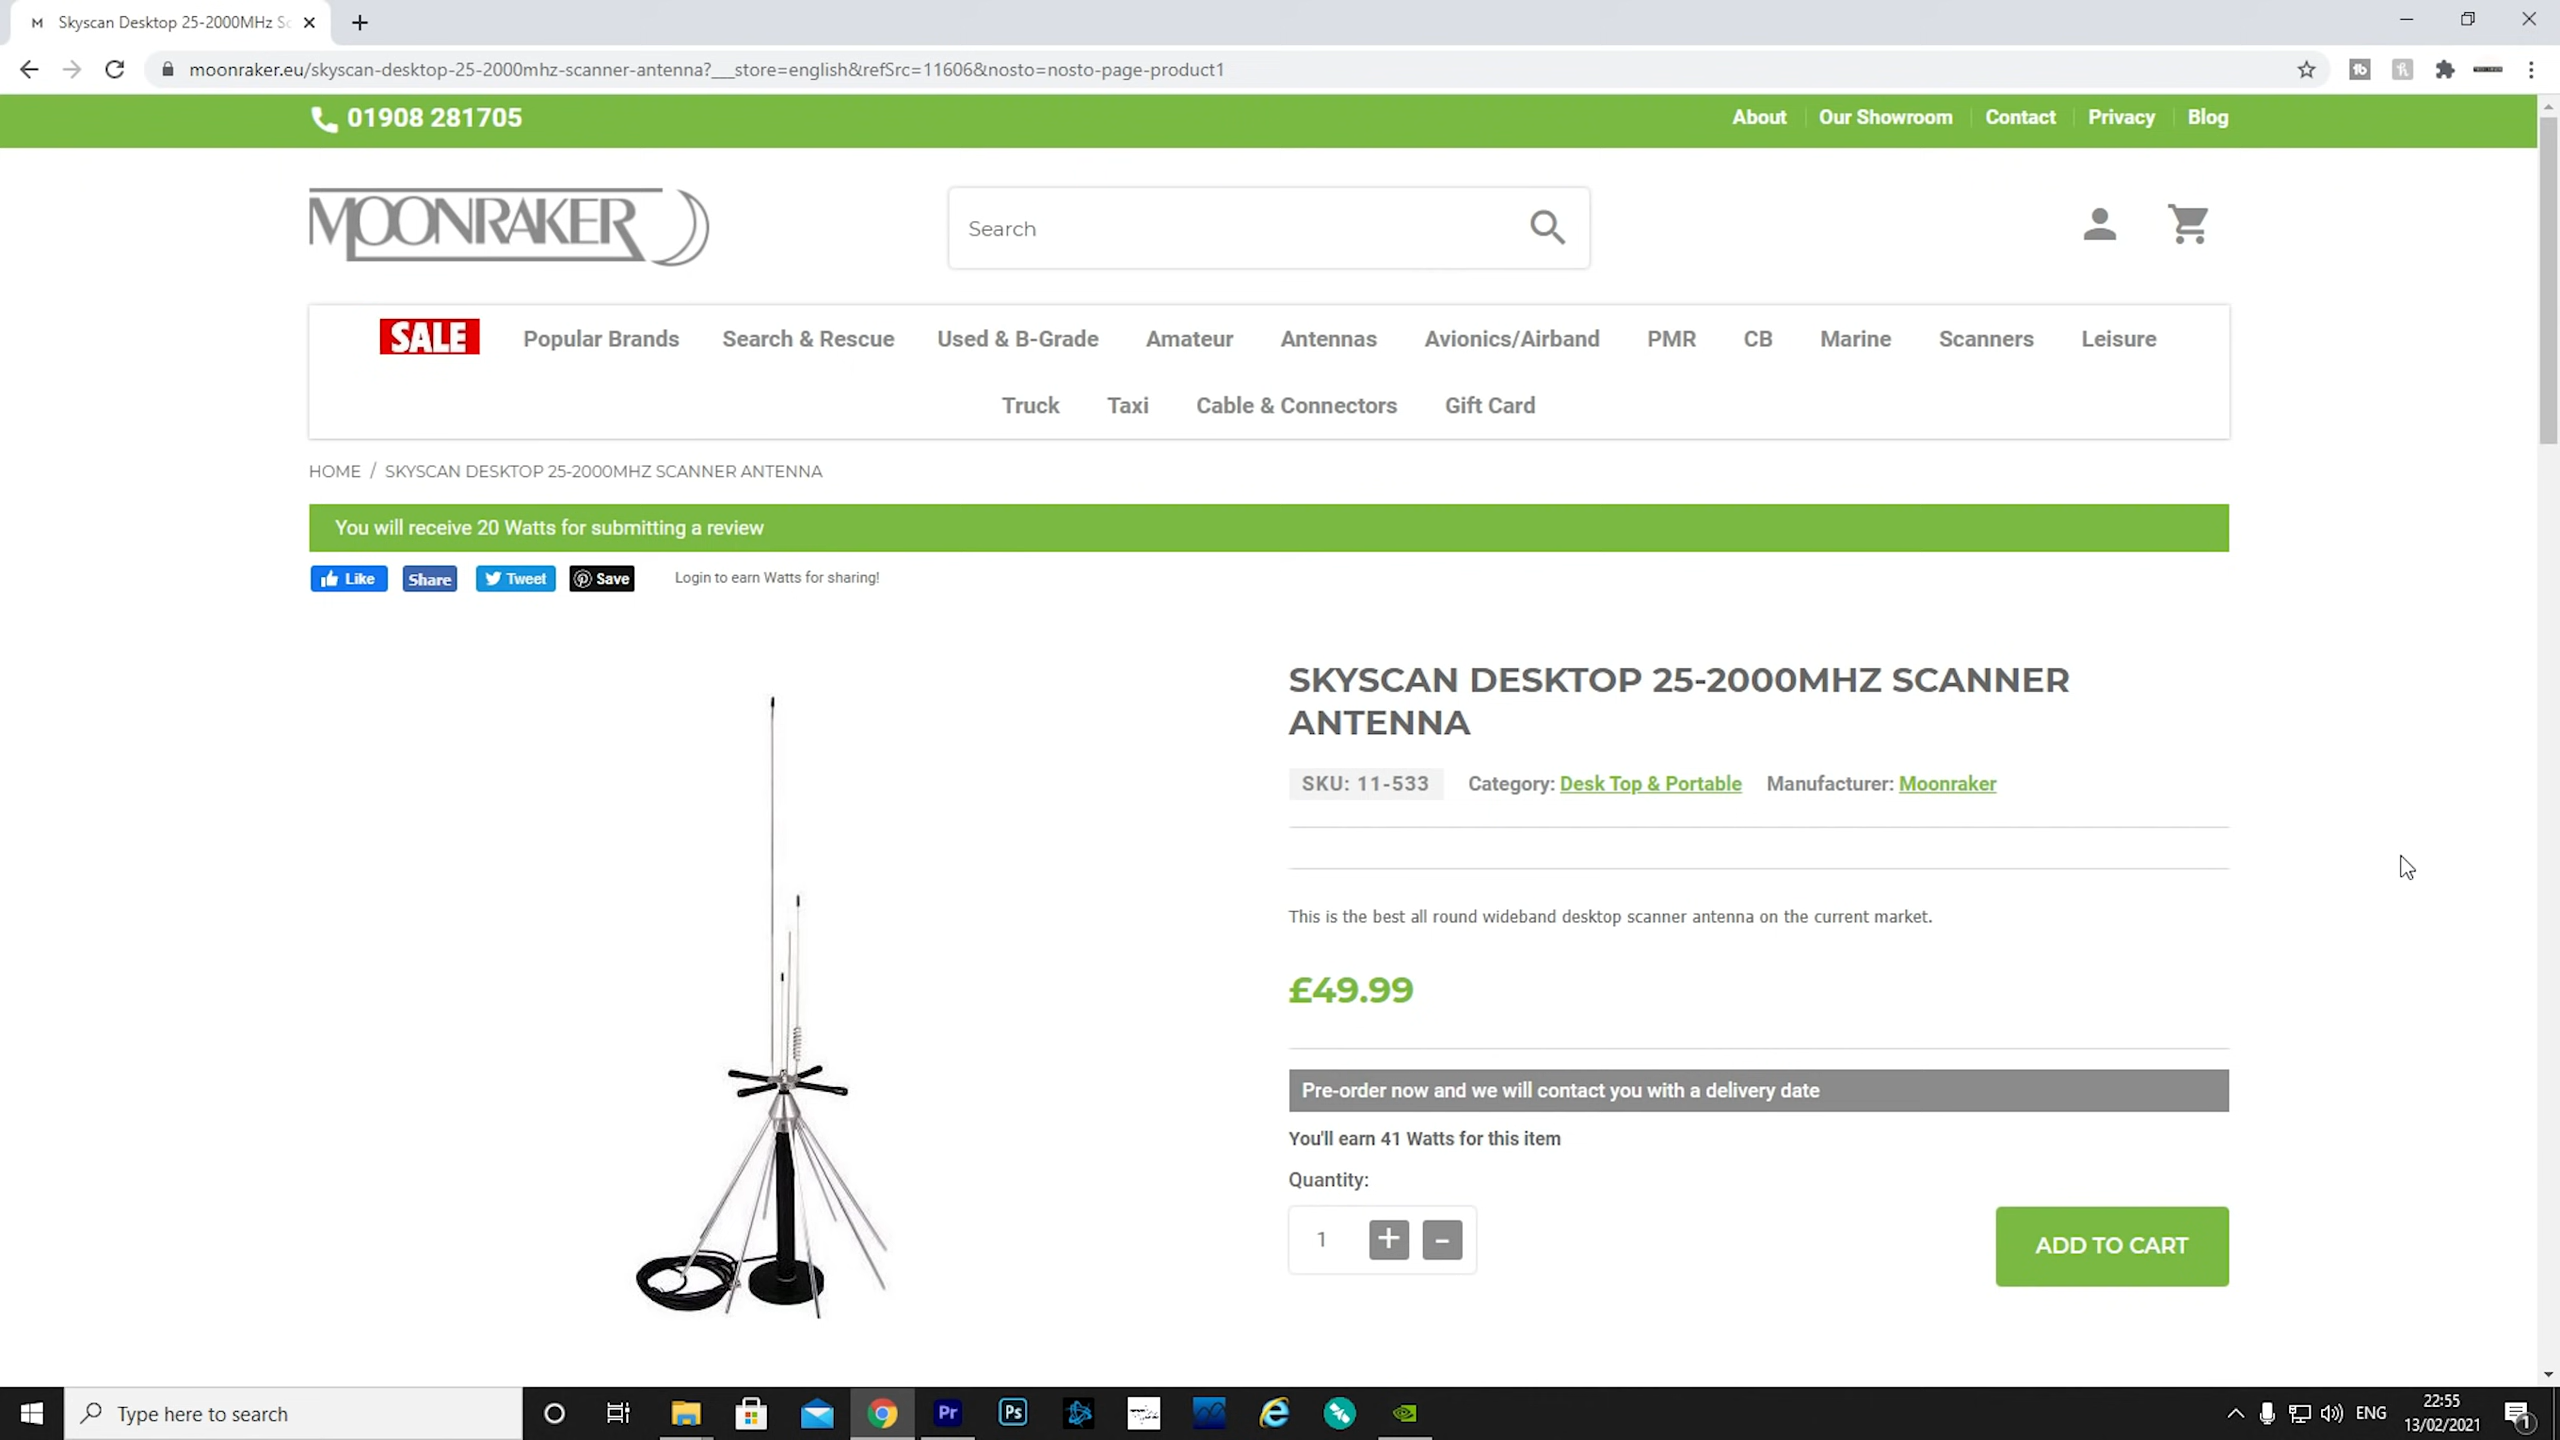 M Skyscan Desktop 25-2000MHz Sc
moonraker.eu/skyscan-desktop-25-2000mhz-scanner-antenna?___store=english&refSrc=11606&nosto=nosto-page-product1
01908 281705
About
Our Showroom
Contact
Privacy
Blog
MOONRAKER
Search
SALE
Popular Brands
Search & Rescue
Used & B-Grade
Amateur
Antennas
Avionics/Airband
PMR
CB
Marine
Scanners
Leisure
Truck
Taxi
Cable & Connectors
Gift Card
HOME / SKYSCAN DESKTOP 25-2000MHZ SCANNER ANTENNA
You will receive 20 Watts for submitting a review
Like
Share
Tweet
Save
Login to earn Watts for sharing!
SKYSCAN DESKTOP 25-2000MHZ SCANNER
ANTENNA
SKU: 11-533
Category: Desk Top & Portable
Manufacturer: Moonraker
This is the best all round wideband desktop scanner antenna on the current market.
£49.99
Pre-order now and we will contact you with a delivery date
You'll earn 41 Watts for this item
Quantity:
1 + -
ADD TO CART
Type here to search
Pr
Ps
ENG
22:55
13/02/2021
1